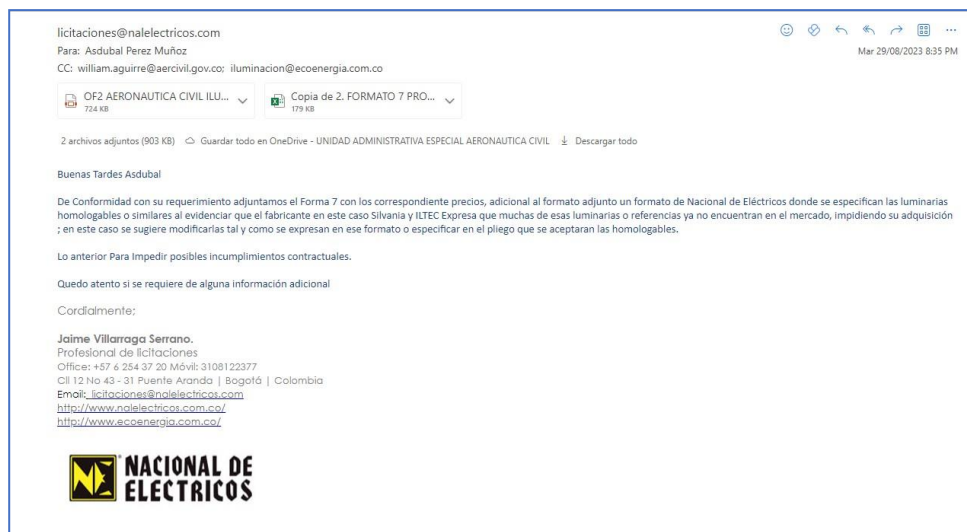 licitaciones@nalelectricos.com
Para: Asdubal Perez Muñoz
Mar 29/08/2023 8:35 PM
CC: william.aguirre@aercivil.gov.co; iluminacion@ecoenergia.com.co
OF2 AERONAUTICA CIVIL ILU...
724 KB
Copia de 2. FORMATO 7 PRO...
179 KB
2 archivos adjuntos (903 KB) Guardar todo en OneDrive - UNIDAD ADMINISTRATIVA ESPECIAL AERONAUTICA CIVIL Descargar todo
Buenas Tardes Asdubal
De Conformidad con su requerimiento adjuntamos el Forma 7 con los correspondiente precios, adicional al formato adjunto un formato de Nacional de Eléctricos donde se especifican las luminarias
homologables o similares al evidenciar que el fabricante en este caso Silvania y ILTEC Expresa que muchas de esas luminarias o referencias ya no encuentran en el mercado, impidiendo su adquisición
; en este caso se sugiere modificarlas tal y como se expresan en ese formato o especificar en el pliego que se aceptaran las homologables.
Lo anterior Para Impedir posibles incumplimientos contractuales.
Quedo atento si se requiere de alguna información adicional
Cordialmente;
Jaime Villarraga Serrano.
Profesional de licitaciones
Office: +57 6 254 37 20 Móvil: 3108122377
Cll 12 No 43 - 31 Puente Aranda | Bogotá | Colombia
Email: licitaciones@nalelectricos.com
http://www.nalelectricos.com.co/
http://www.ecoenergia.com.co/
NE NACIONAL DE
ELECTRICOS